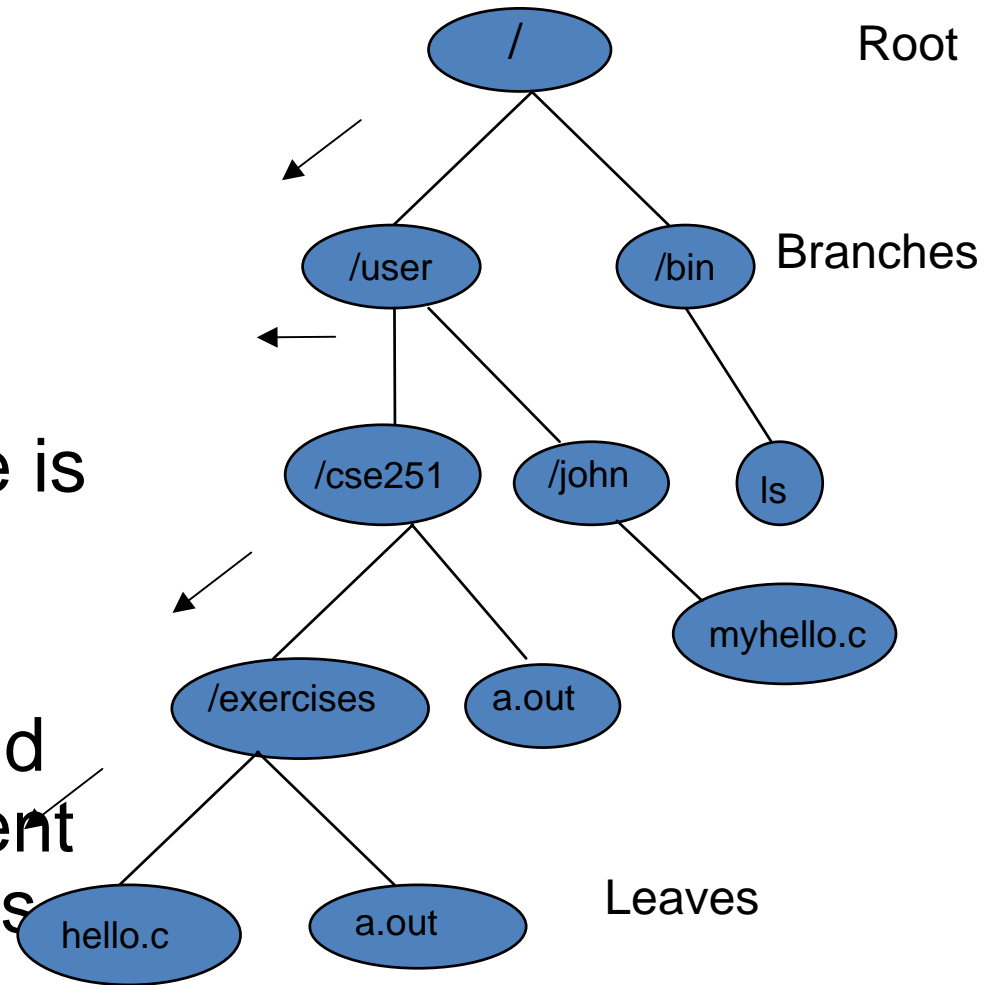 /
Root
/user
/bin
Branches
e is
/cse251
/john
ls
myhello.c
/exercises
a.out
d
ent
s
hello.c
a.out
Leaves